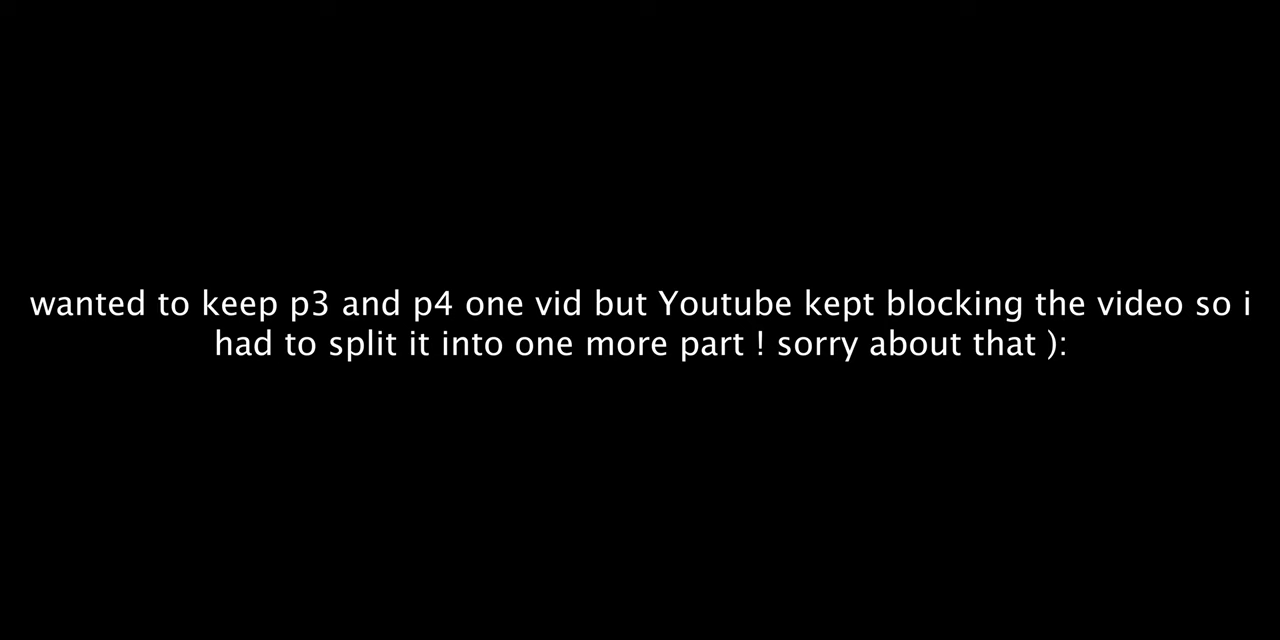 wanted to keep p3 and p4 one vid but Youtube kept blocking the video so i
had to split it into one more part ! sorry about that ):